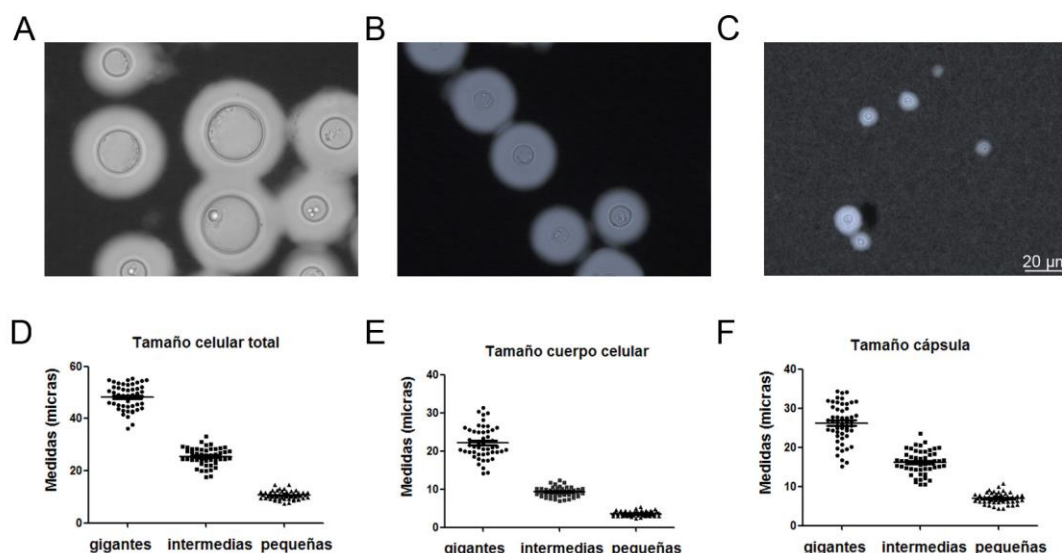 A
B
C
20 µm
D
Tamaño celular total
Medidas (micras)
60
40
20
0
gigantes intermedias pequeñas
E
Tamaño cuerpo celular
Medidas (micras)
40
30
20
10
0
gigantes intermedias pequeñas
F
Tamaño cápsula
Medidas (micras)
40
30
20
10
0
gigantes intermedias pequeñas